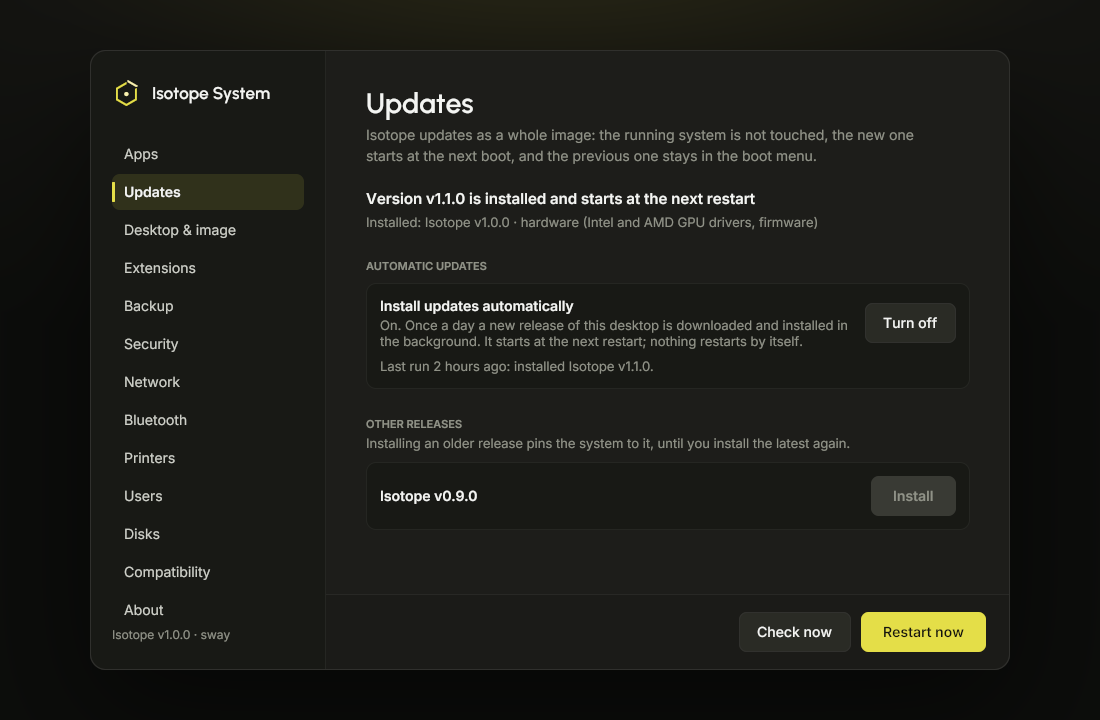 Isotope System
Apps
Updates
Desktop & image
Extensions
Backup
Security
Network
Bluetooth
Printers
Users
Disks
Compatibility
About
Isotope v1.0.0 · sway
Updates
Isotope updates as a whole image: the running system is not touched, the new one
starts at the next boot, and the previous one stays in the boot menu.
Version v1.1.0 is installed and starts at the next restart
Installed: Isotope v1.0.0 · hardware (Intel and AMD GPU drivers, firmware)
AUTOMATIC UPDATES
Install updates automatically
On. Once a day a new release of this desktop is downloaded and installed in
the background. It starts at the next restart; nothing restarts by itself.
Last run 2 hours ago: installed Isotope v1.1.0.
Turn off
OTHER RELEASES
Installing an older release pins the system to it, until you install the latest again.
Isotope v0.9.0
Install
Check now
Restart now